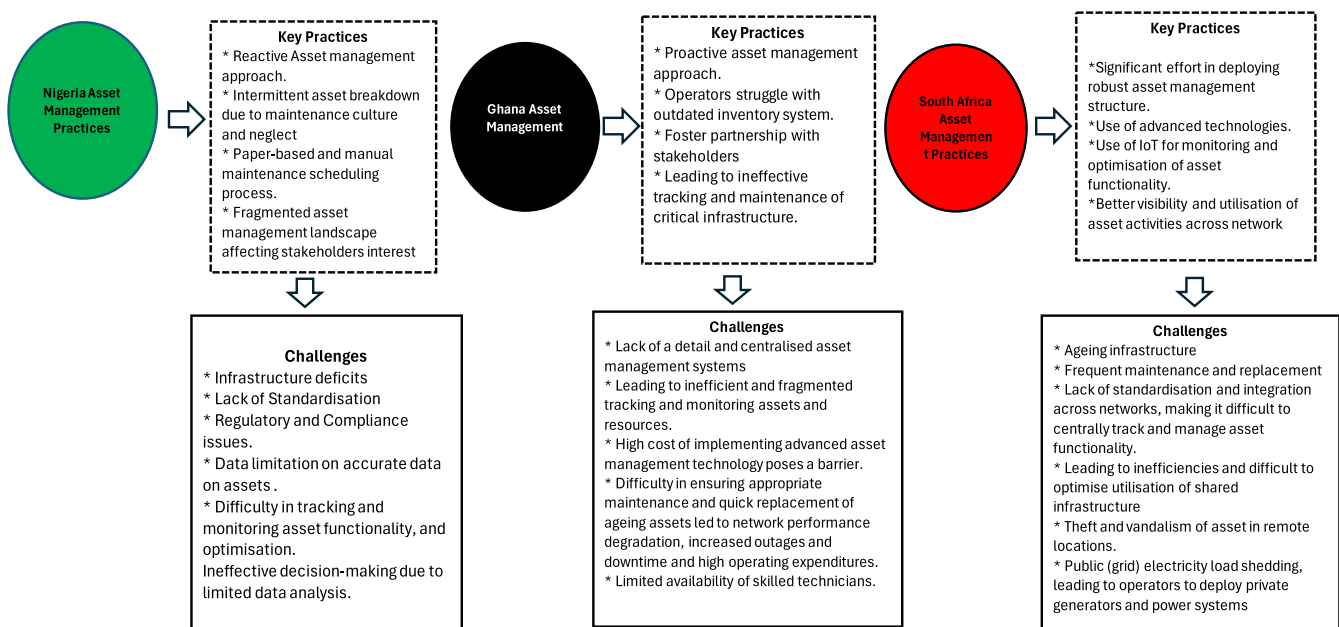 Nigeria Asset
Management
Practices
Key Practices
* Reactive Asset management
approach.
* Intermittent asset breakdown
due to maintenance culture
and neglect
* Paper-based and manual
maintenance scheduling
process.
* Fragmented asset
management landscape
affecting stakeholders interest
Challenges
* Infrastructure deficits
* Lack of Standardisation
* Regulatory and Compliance
issues.
* Data limitation on accurate data
on assets .
* Difficulty in tracking and
monitoring asset functionality, and
optimisation.
Ineffective decision-making due to
limited data analysis.
Ghana Asset
Management
Key Practices
* Proactive asset management
approach.
* Operators struggle with
outdated inventory system.
* Foster partnership with
stakeholders
* Leading to ineffective
tracking and maintenance of
critical infrastructure.
Challenges
* Lack of a detail and centralised asset
management systems
* Leading to inefficient and fragmented
tracking and monitoring assets and
resources.
* High cost of implementing advanced asset
management technology poses a barrier.
* Difficulty in ensuring appropriate
maintenance and quick replacement of
ageing assets led to network performance
degradation, increased outages and
downtime and high operating expenditures.
* Limited availability of skilled technicians.
South Africa
Asset
Managemen
t Practices
Key Practices
*Significant effort in deploying
robust asset management
structure.
*Use of advanced technologies.
*Use of IoT for monitoring and
optimisation of asset
functionality.
*Better visibility and utilisation of
asset activities across network
Challenges
* Ageing infrastructure
* Frequent maintenance and replacement
* Lack of standardisation and integration
across networks, making it difficult to
centrally track and manage asset
functionality.
* Leading to inefficiencies and difficult to
optimise utilisation of shared
infrastructure
* Theft and vandalism of asset in remote
locations.
* Public (grid) electricity load shedding,
leading to operators to deploy private
generators and power systems